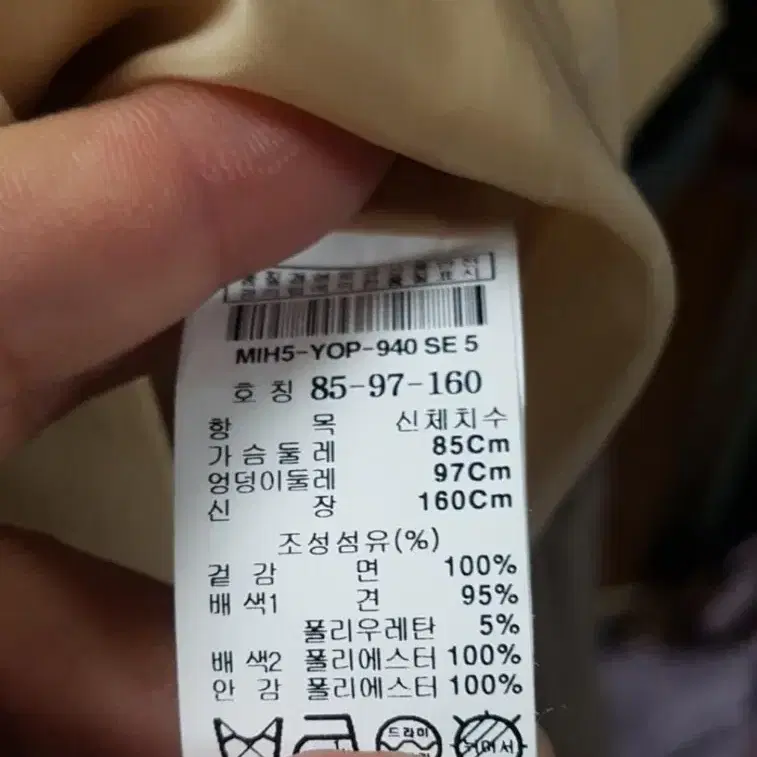 MIH5-YOP-940 SE 5
호 칭 85-97-160
항 목 신체치수
가 슴 둘 레 85Cm
엉덩이둘레 97Cm
신 장 160Cm
조성섬유(%)
겉 감 면 100%
배 색1 견 95%
폴리우레탄 5%
배 색2 폴리에스터 100%
안 감 폴리에스터 100%
드라이